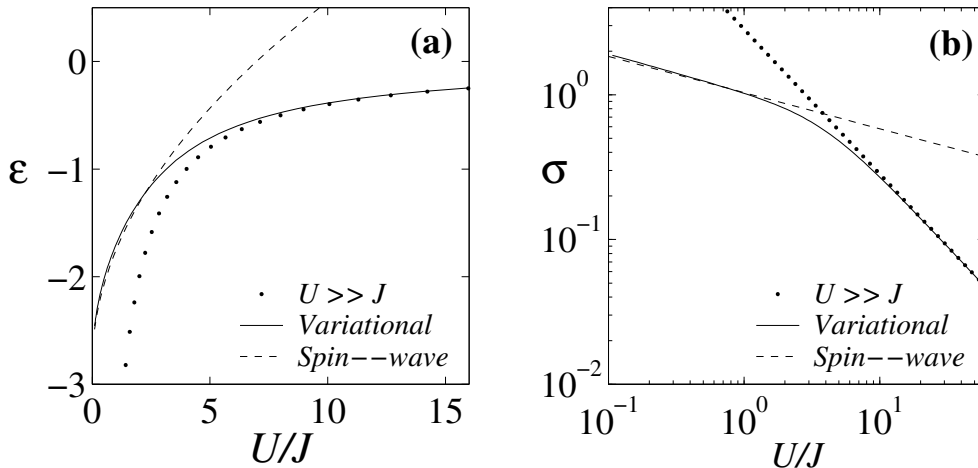 (a)
0
−1
−2
−3
ε
0 5 10 15
U/J
U >> J
Variational
Spin−−wave
(b)
10^0
10^−1
10^−2
σ
10^−1 10^0 10^1
U/J
U >> J
Variational
Spin−−wave